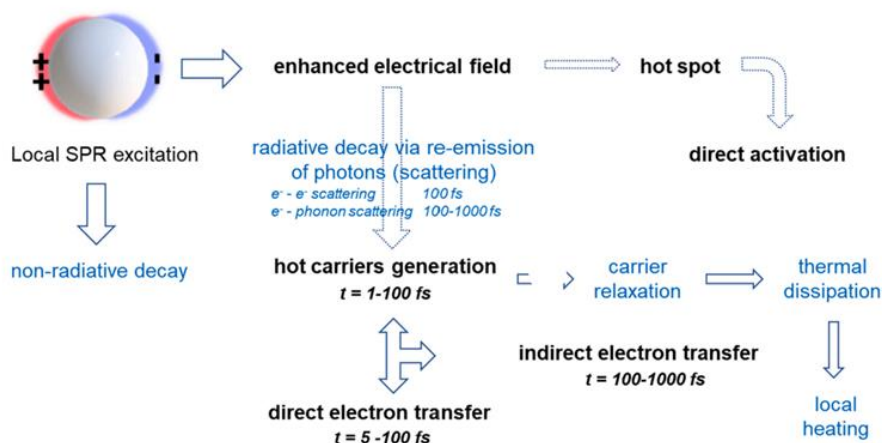 +
+
-
-
enhanced electrical field
hot spot
Local SPR excitation
radiative decay via re-emission
of photons (scattering)
e⁻ - e⁻ scattering 100 fs
e⁻ - phonon scattering 100-1000 fs
direct activation
non-radiative decay
hot carriers generation
t = 1-100 fs
carrier
relaxation
thermal
dissipation
indirect electron transfer
t = 100-1000 fs
direct electron transfer
t = 5 -100 fs
local
heating